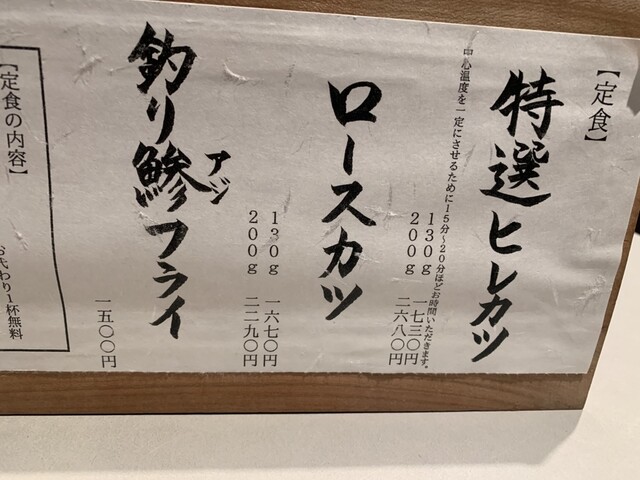 【定食】
特選ヒレカツ
中心温度を一定にさせるために15分～20分ほどお時間いただきます。
130g 一七三〇円
200g 二六八〇円
ロースカツ
130g 一六七〇円
200g 二二九〇円
釣り鯵フライ
アジ
一五〇〇円
【定食の内容】
お代わり1杯無料